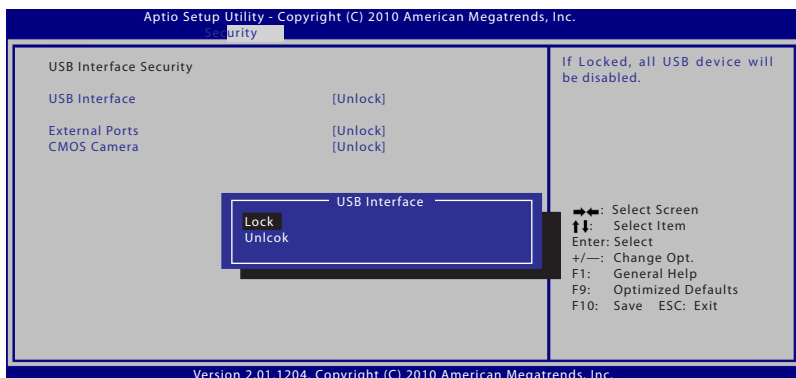 Aptio Setup Utility - Copyright (C) 2010 American Megatrends, Inc.
Security
USB Interface Security
USB Interface [Unlock]
External Ports [Unlock]
CMOS Camera [Unlock]
If Locked, all USB device will
be disabled.
USB Interface
Lock
Unlcok
→←: Select Screen
↑↓: Select Item
Enter: Select
+/—: Change Opt.
F1: General Help
F9: Optimized Defaults
F10: Save ESC: Exit
Version 2.01.1204. Copyright (C) 2010 American Megatrends, Inc.